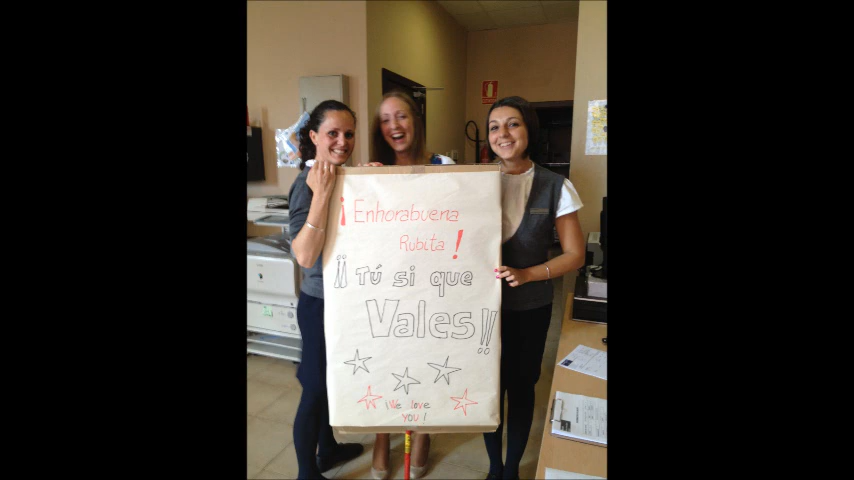 ¡Enhorabuena
Rubita!
¡¡Tú si que
Vales!!
¡We love
you!